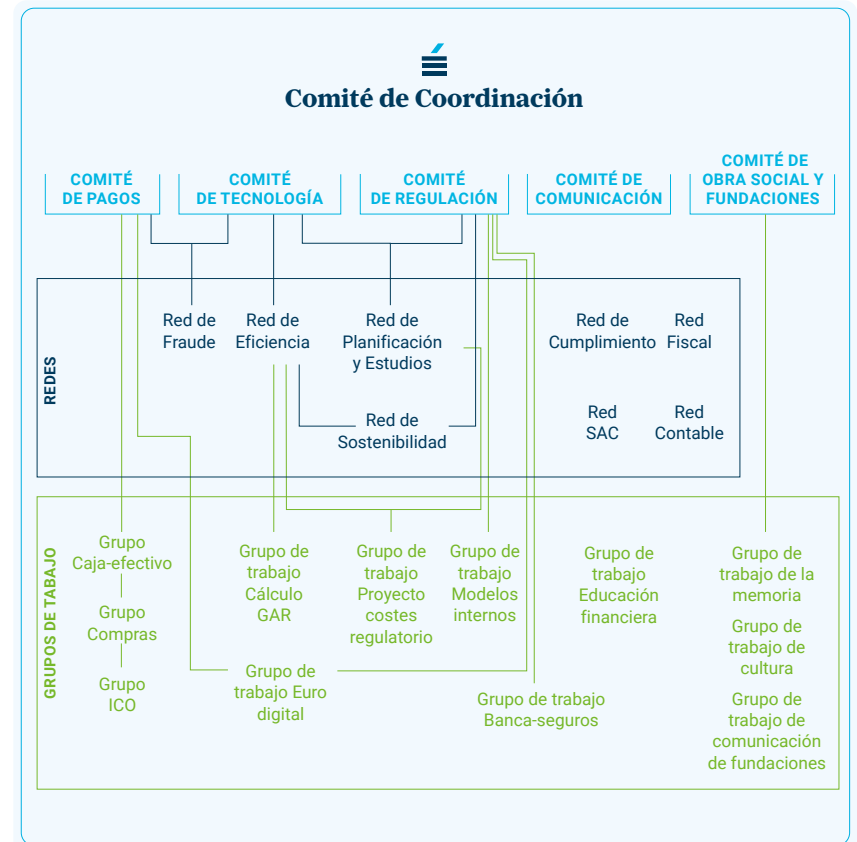 Comité de Coordinación
COMITÉ
DE PAGOS
COMITÉ
DE TECNOLOGÍA
COMITÉ
DE REGULACIÓN
COMITÉ DE
COMUNICACIÓN
COMITÉ DE
OBRA SOCIAL Y
FUNDACIONES
REDES
Red de
Fraude
Red de
Eficiencia
Red de
Planificación
y Estudios
Red de
Cumplimiento
Red
Fiscal
Red de
Sostenibilidad
Red
SAC
Red
Contable
GRUPOS DE TABAJO
Grupo
Caja-efectivo
Grupo
Compras
Grupo
ICO
Grupo de
trabajo
Cálculo
GAR
Grupo de
trabajo
Proyecto
costes
regulatorio
Grupo de
trabajo
Modelos
internos
Grupo de
trabajo
Educación
financiera
Grupo de
trabajo de la
memoria
Grupo de
trabajo de
cultura
Grupo de
trabajo de
comunicación
de fundaciones
Grupo de
trabajo Euro
digital
Grupo de trabajo
Banca-seguros